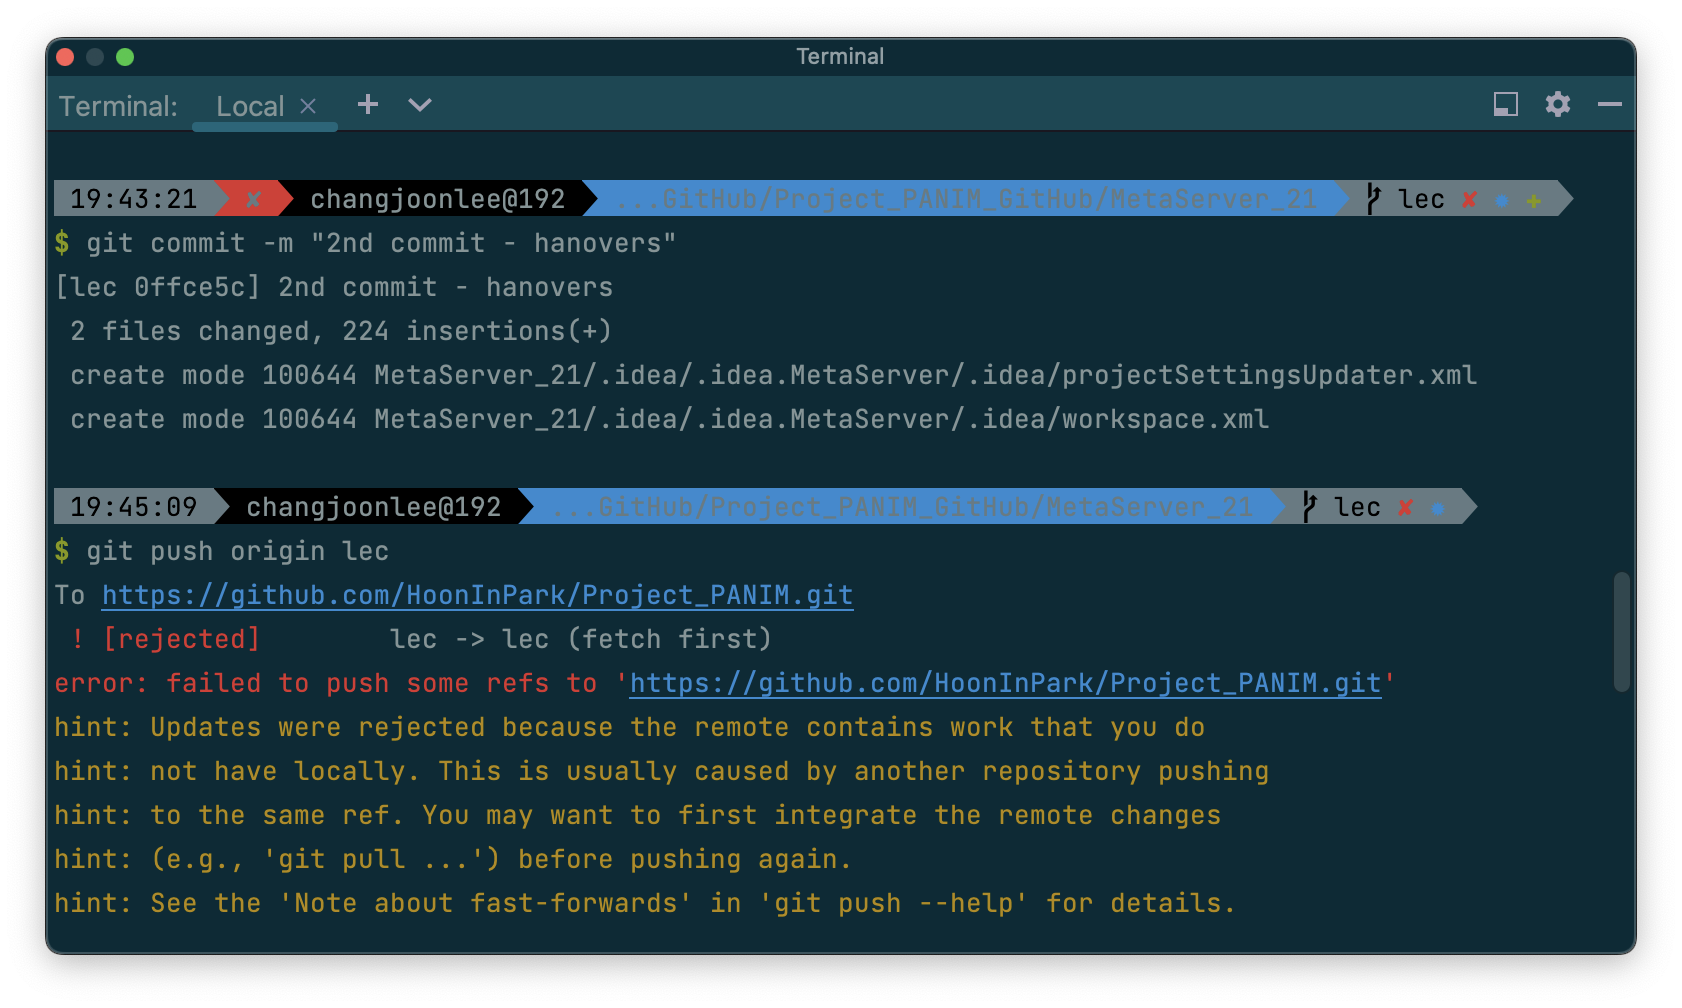 Terminal
Terminal: Local × + 
19:43:21 ✘ changjoonlee@192 ...GitHub/Project_PANIM_GitHub/MetaServer_21 lec ✘ ● ✚
$ git commit -m "2nd commit - hanovers"
[lec 0ffce5c] 2nd commit - hanovers
 2 files changed, 224 insertions(+)
 create mode 100644 MetaServer_21/.idea/.idea.MetaServer/.idea/projectSettingsUpdater.xml
 create mode 100644 MetaServer_21/.idea/.idea.MetaServer/.idea/workspace.xml
19:45:09 changjoonlee@192 ...GitHub/Project_PANIM_GitHub/MetaServer_21 lec ✘ ●
$ git push origin lec
To https://github.com/HoonInPark/Project_PANIM.git
 ! [rejected]        lec -> lec (fetch first)
error: failed to push some refs to 'https://github.com/HoonInPark/Project_PANIM.git'
hint: Updates were rejected because the remote contains work that you do
hint: not have locally. This is usually caused by another repository pushing
hint: to the same ref. You may want to first integrate the remote changes
hint: (e.g., 'git pull ...') before pushing again.
hint: See the 'Note about fast-forwards' in 'git push --help' for details.